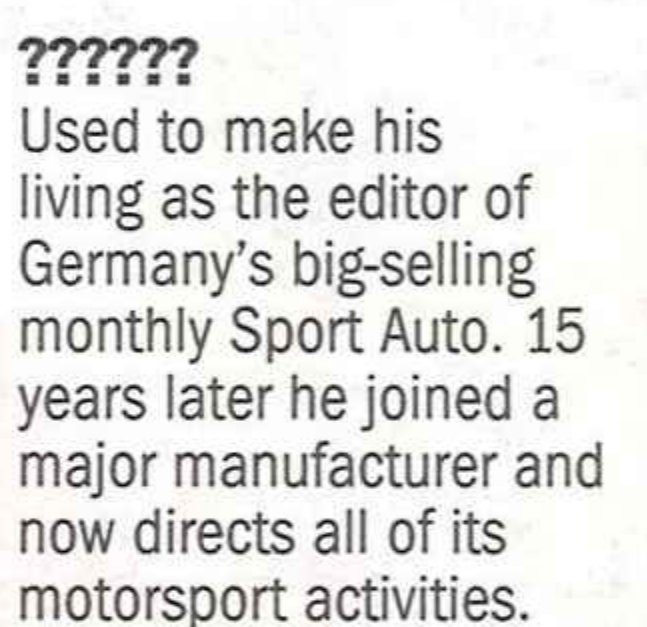 ??????
Used to make his
living as the editor of
Germany's big-selling
monthly Sport Auto. 15
years later he joined a
major manufacturer and
now directs all of its
motorsport activities.